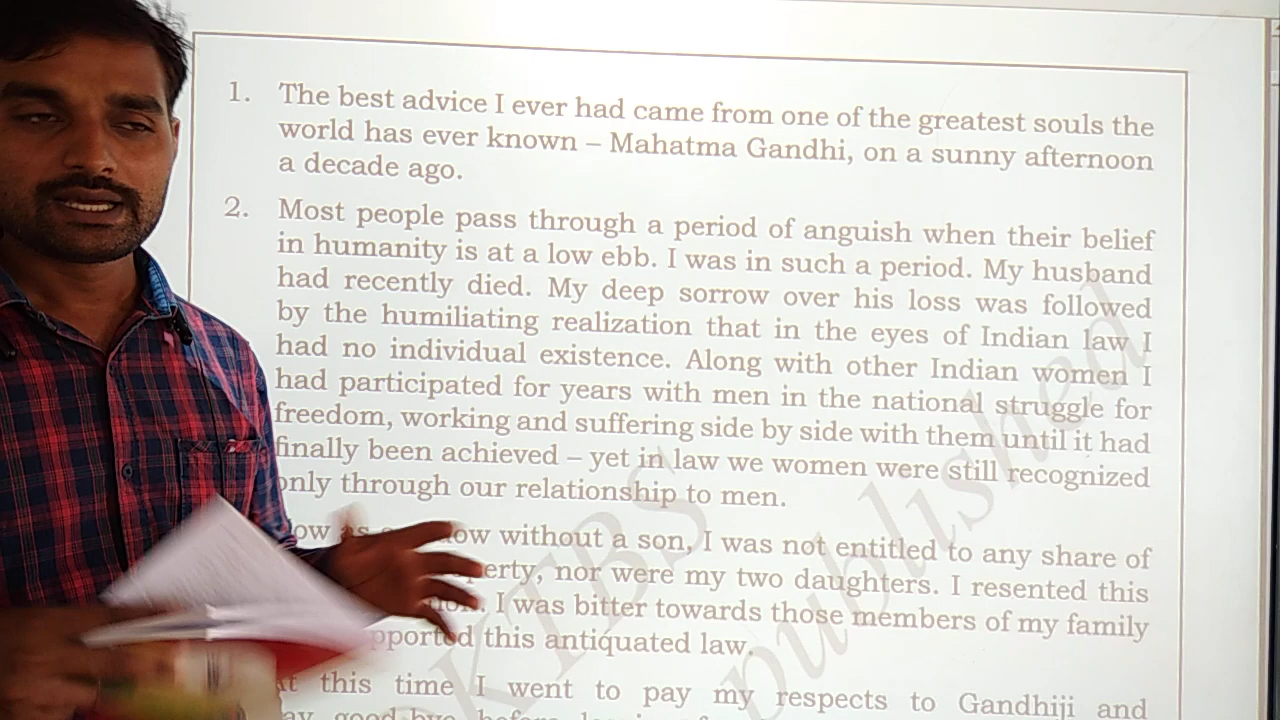 1. The best advice I ever had came from one of the greatest souls the
world has ever known – Mahatma Gandhi, on a sunny afternoon
a decade ago.
2. Most people pass through a period of anguish when their belief
in humanity is at a low ebb. I was in such a period. My husband
had recently died. My deep sorrow over his loss was followed
by the humiliating realization that in the eyes of Indian law I
had no individual existence. Along with other Indian women I
had participated for years with men in the national struggle for
freedom, working and suffering side by side with them until it had
finally been achieved – yet in law we women were still recognized
only through our relationship to men.
without a son, I was not entitled to any share of
nor were my two daughters. I resented this
I was bitter towards those members of my family
this antiquated law.
this time I went to pay my respects to Gandhiji and
KTBS
published